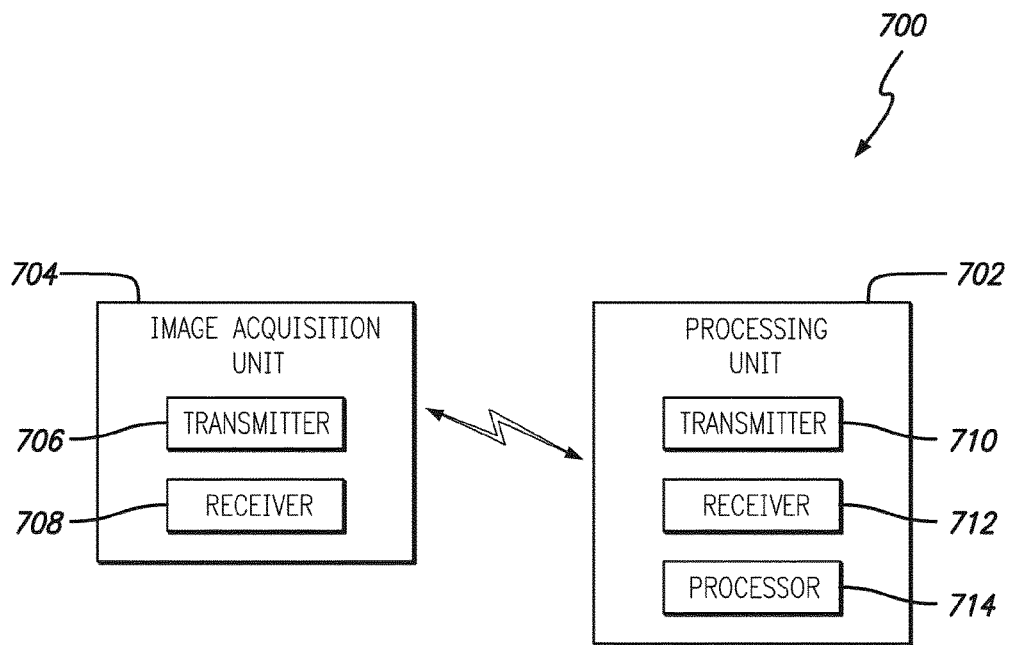 700
704
702
IMAGE ACQUISITION
UNIT
PROCESSING
UNIT
TRANSMITTER
706
TRANSMITTER
710
RECEIVER
708
RECEIVER
712
PROCESSOR
714